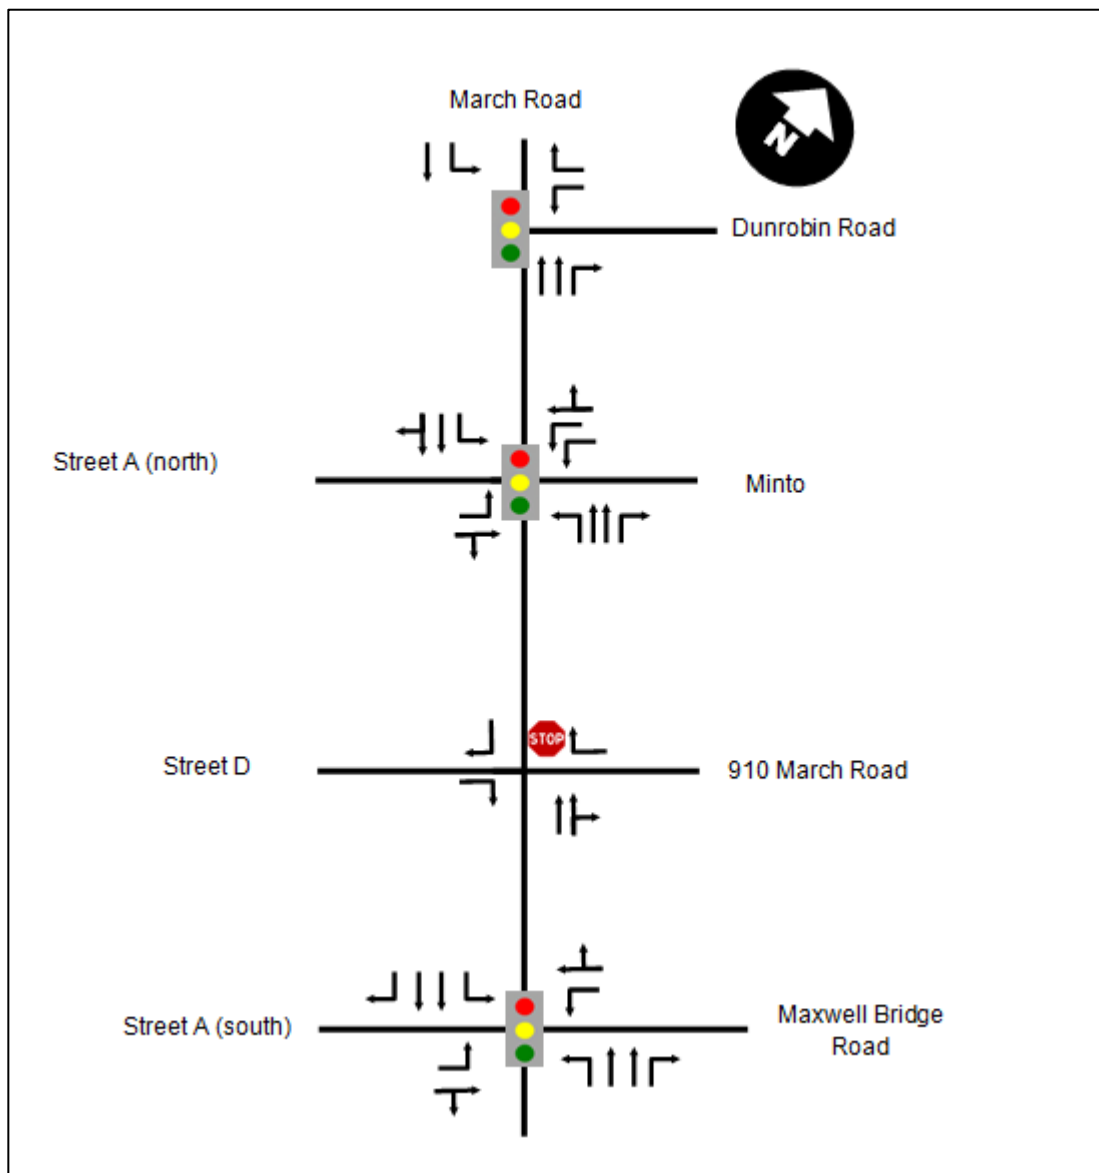 March Road
N
Dunrobin Road
Street A (north)
Minto
STOP
Street D
910 March Road
Street A (south)
Maxwell Bridge
Road